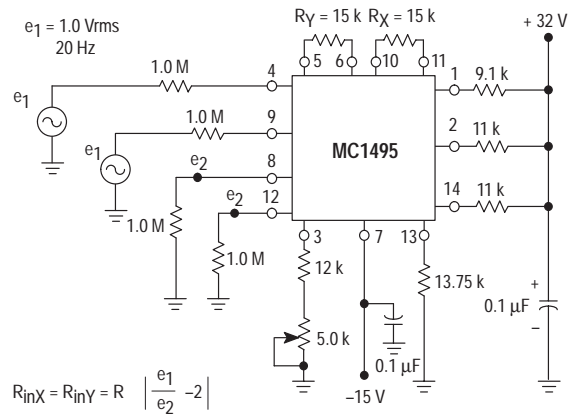 e1 = 1.0 Vrms
20 Hz
RY = 15 k
RX = 15 k
+ 32 V
5
6
10
11
1.0 M
4
1
9.1 k
e1
1.0 M
9
2
11 k
MC1495
e1
e2
8
14
11 k
e2
12
1.0 M
3
7
13
1.0 M
12 k
13.75 k
+
0.1 µF
–
5.0 k
0.1 µF
–15 V
RinX = RinY = R | e1 / e2 –2 |